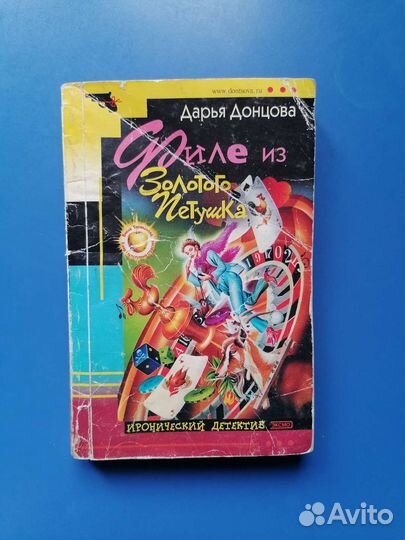 www.dontsova.ru
Дарья Донцова
Филе из
Золотого
Петушка
ИРОНИЧЕСКИЙ ДЕТЕКТИВ ЭКСМО
Avito